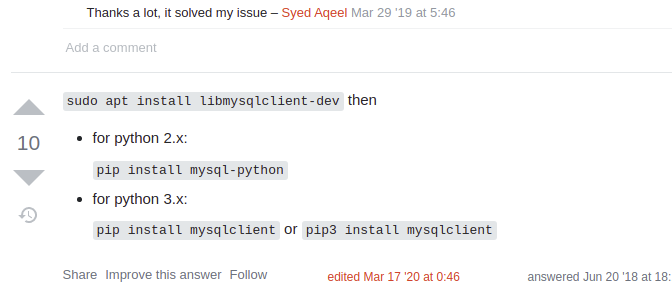 Thanks a lot, it solved my issue – Syed Aqeel Mar 29 '19 at 5:46
Add a comment
sudo apt install libmysqlclient-dev then
10
• for python 2.x:
pip install mysql-python
• for python 3.x:
pip install mysqlclient or pip3 install mysqlclient
Share Improve this answer Follow edited Mar 17 '20 at 0:46 answered Jun 20 '18 at 18: